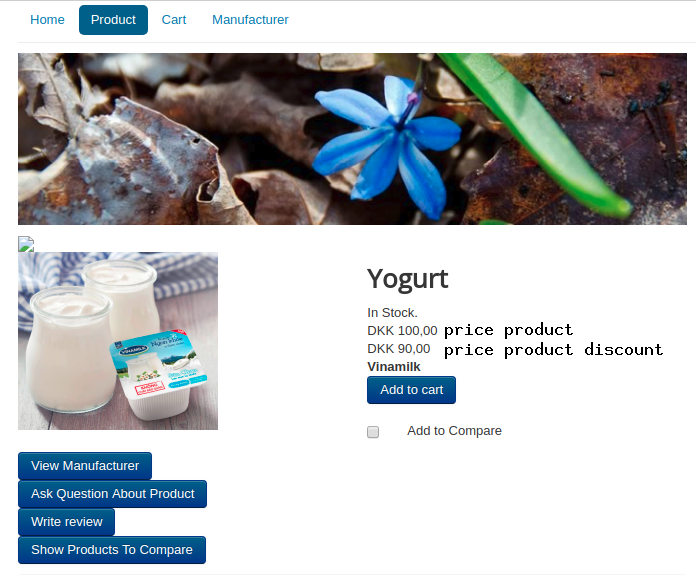 Home Product Cart Manufacturer
Yogurt
In Stock.
DKK 100,00 price product
DKK 90,00 price product discount
Vinamilk
Add to cart
Add to Compare
VINAMILK
View Manufacturer
Ask Question About Product
Write review
Show Products To Compare